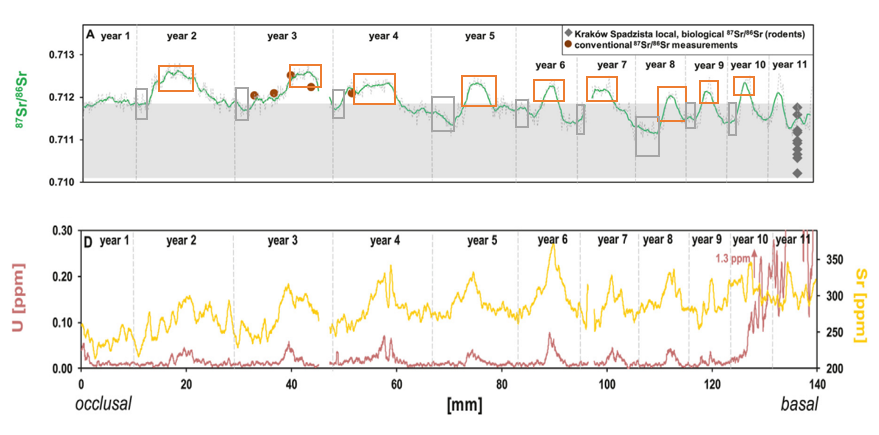 A year 1 year 2 year 3 year 4 year 5
Kraków Spadzista local, biological ⁸⁷Sr/⁸⁶Sr (rodents)
conventional ⁸⁷Sr/⁸⁶Sr measurements
year 6 year 7 year 8 year 9 year 10 year 11
0.713
0.712
0.711
0.710
⁸⁷Sr/⁸⁶Sr
D year 1 year 2 year 3 year 4 year 5 year 6 year 7 year 8 year 9 year 10 year 11
1.3 ppm
0.30
0.20
0.10
0.00
U [ppm]
350
300
250
200
Sr [ppm]
0 20 40 60 80 100 120 140
occlusal [mm] basal